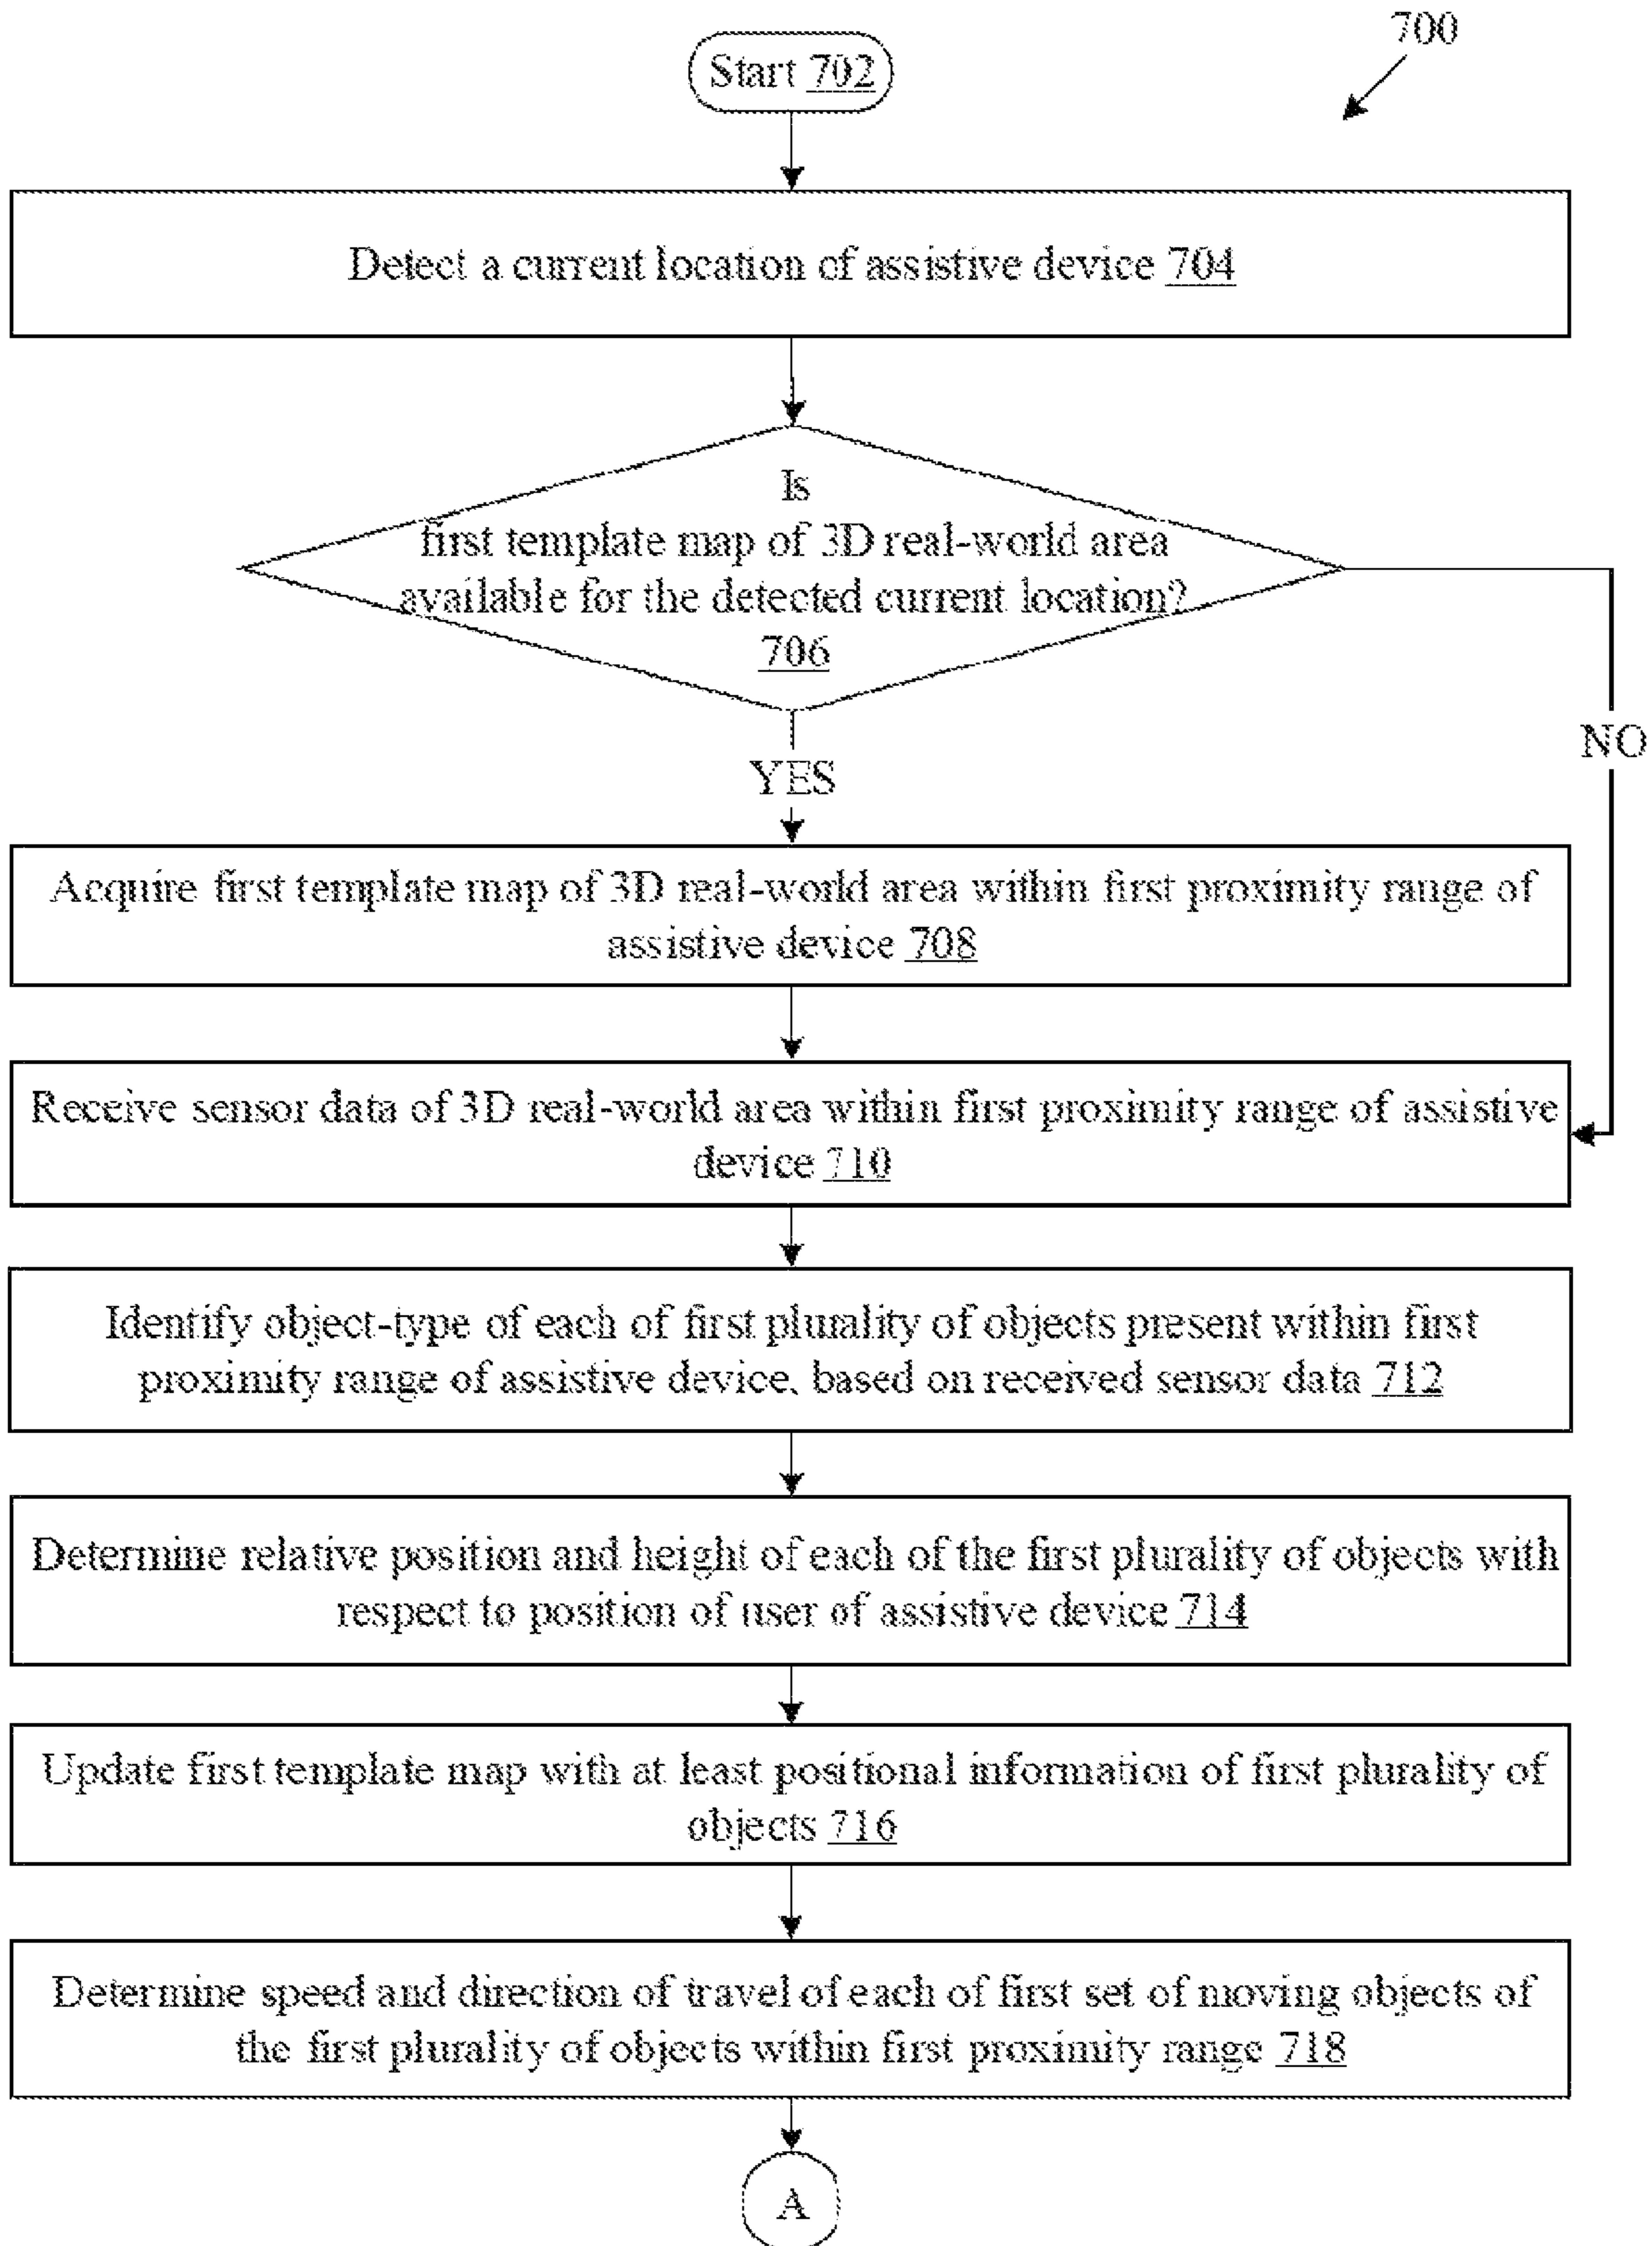 700
Start 702
Detect a current location of assistive device 704
Is
first template map of 3D real-world area
available for the detected current location?
706
NO
YES
Acquire first template map of 3D real-world area within first proximity range of
assistive device 708
Receive sensor data of 3D real-world area within first proximity range of assistive
device 710
Identify object-type of each of first plurality of objects present within first
proximity range of assistive device, based on received sensor data 712
Determine relative position and height of each of the first plurality of objects with
respect to position of user of assistive device 714
Update first template map with at least positional information of first plurality of
objects 716
Determine speed and direction of travel of each of first set of moving objects of
the first plurality of objects within first proximity range 718
A